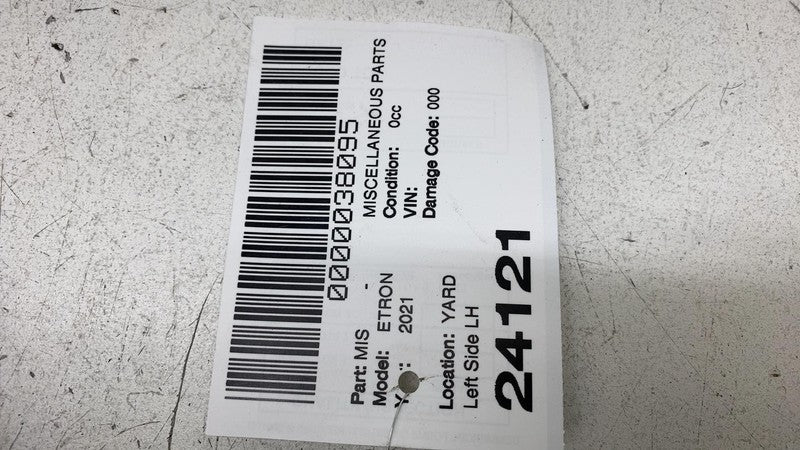 0000038095
Part: MIS - MISCELLANEOUS PARTS
Model: ETRON Condition: 0cc
2021 VIN:
Damage Code: 000
Location: YARD
Left Side LH
24121